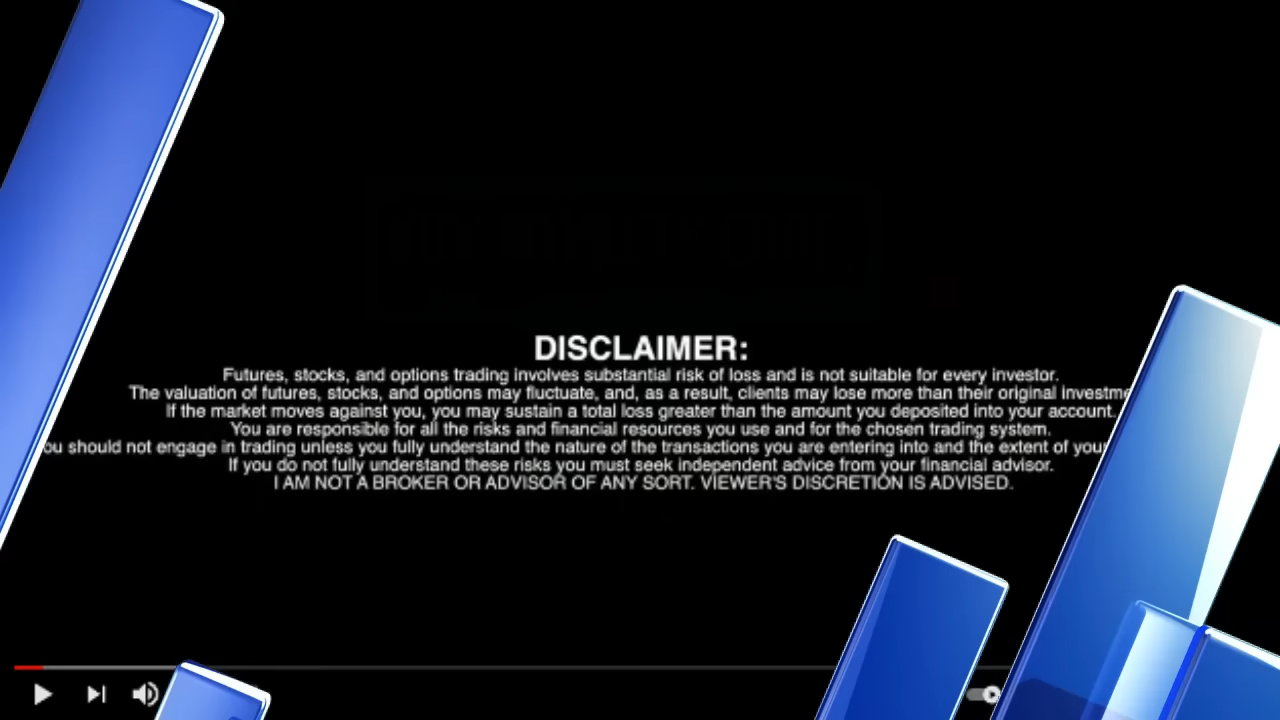 DISCLAIMER:
Futures, stocks, and options trading involves substantial risk of loss and is not suitable for every investor.
The valuation of futures, stocks, and options may fluctuate, and, as a result, clients may lose more than their original investme
If the market moves against you, you may sustain a total loss greater than the amount you deposited into your account.
You are responsible for all the risks and financial resources you use and for the chosen trading system.
ou should not engage in trading unless you fully understand the nature of the transactions you are entering into and the extent of your
If you do not fully understand these risks you must seek independent advice from your financial advisor.
I AM NOT A BROKER OR ADVISOR OF ANY SORT. VIEWER'S DISCRETION IS ADVISED.